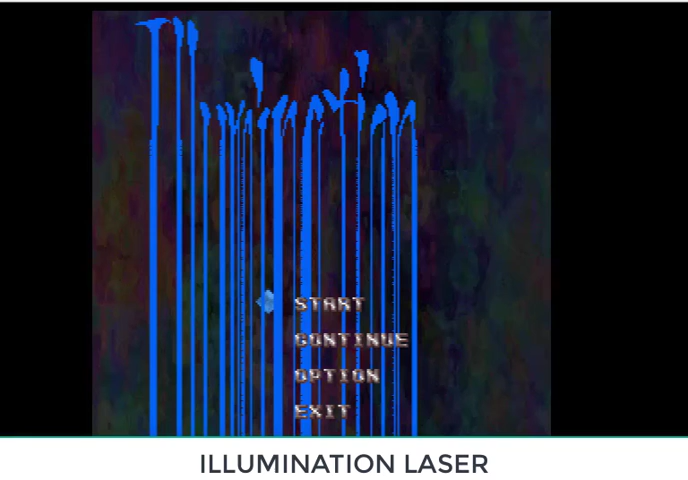 START
CONTINUE
OPTION
EXIT
ILLUMINATION LASER